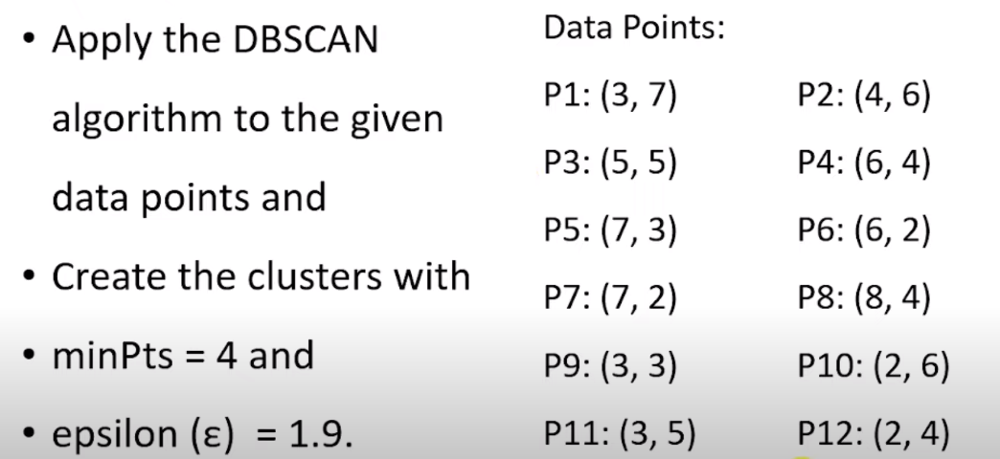 • Apply the DBSCAN
algorithm to the given
data points and
• Create the clusters with
• minPts = 4 and
• epsilon (ε) = 1.9.
Data Points:
P1: (3, 7) P2: (4, 6)
P3: (5, 5) P4: (6, 4)
P5: (7, 3) P6: (6, 2)
P7: (7, 2) P8: (8, 4)
P9: (3, 3) P10: (2, 6)
P11: (3, 5) P12: (2, 4)